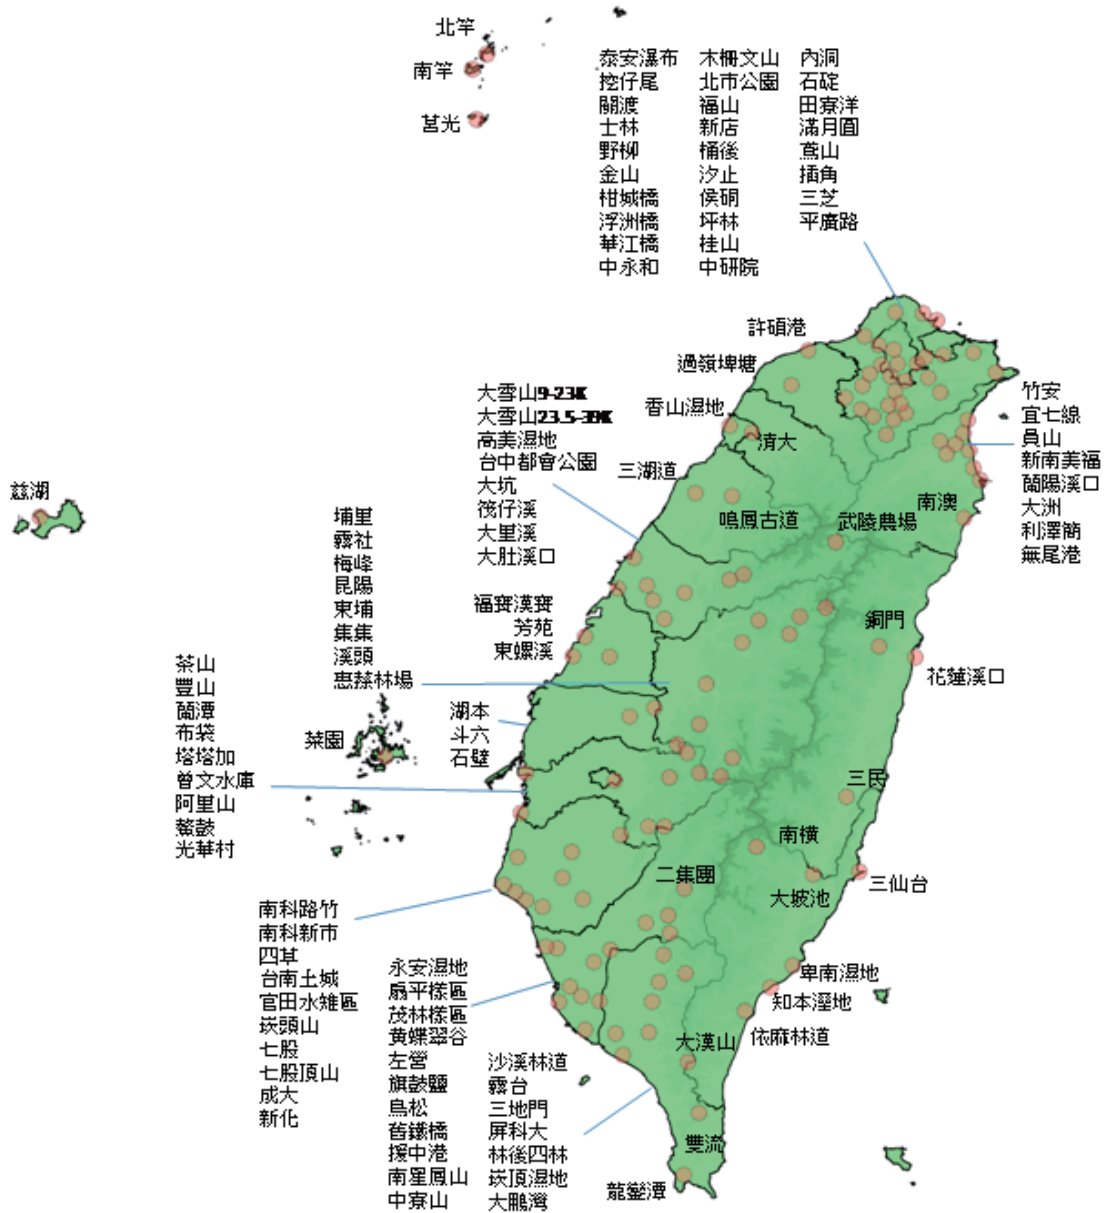 北竿
南竿
莒光
泰安瀑布
挖仔尾
關渡
士林
野柳
金山
柑城橋
浮洲橋
華江橋
中永和
木柵文山
北市公園
福山
新店
桶後
汐止
侯硐
坪林
桂山
中研院
內洞
石碇
田寮洋
滿月圓
鳶山
插角
三芝
平廣路
許碩港
過嶺埤塘
香山濕地
清大
三湖道
鳴鳳古道
武陵農場
南澳
竹安
宜七線
員山
新南美福
蘭陽溪口
大洲
利澤簡
無尾港
大雪山9-23K
大雪山23.5-39K
高美濕地
台中都會公園
大坑
筏仔溪
大里溪
大肚溪口
茲湖
埔里
霧社
梅峰
昆陽
東埔
集集
溪頭
惠蓀林場
福寶漢寶
芳苑
東螺溪
銅門
花蓮溪口
茶山
豐山
蘭潭
布袋
塔塔加
曾文水庫
阿里山
鰲鼓
光華村
菜園
湖本
斗六
石壁
三民
南橫
二集團
大坡池
三仙台
南科路竹
南科新市
四草
台南土城
官田水雉區
崁頭山
七股
七股頂山
成大
新化
永安濕地
扇平樣區
茂林樣區
黃蝶翠谷
左營
旗鼓鹽
鳥松
舊鐵橋
援中港
南星鳳山
中寮山
沙溪林道
霧台
三地門
屏科大
林後四林
崁頂濕地
大鵬灣
卑南濕地
知本溼地
依麻林道
大漢山
雙流
龍鑾潭